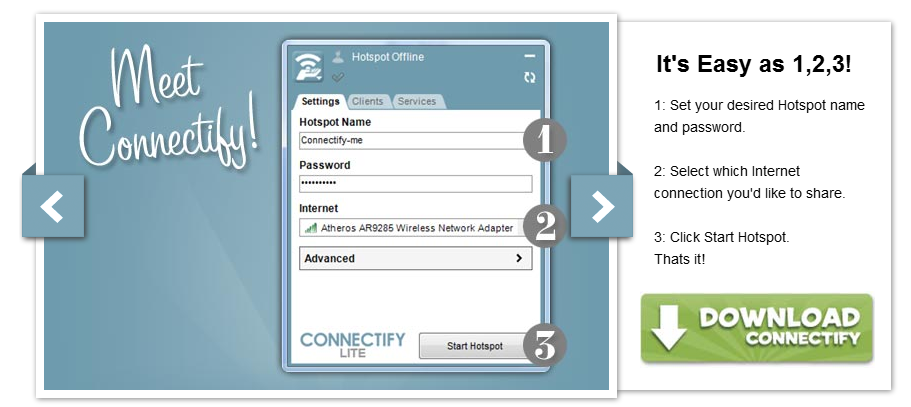 Meet
Connectify!
Hotspot Offline
Settings Clients Services
Hotspot Name
Connectify-me
1
Password
••••••••••
Internet
Atheros AR9285 Wireless Network Adapter
2
Advanced
CONNECTIFY
LITE
Start Hotspot
3
It's Easy as 1,2,3!
1: Set your desired Hotspot name
and password.
2: Select which Internet
connection you'd like to share.
3: Click Start Hotspot.
Thats it!
DOWNLOAD
CONNECTIFY